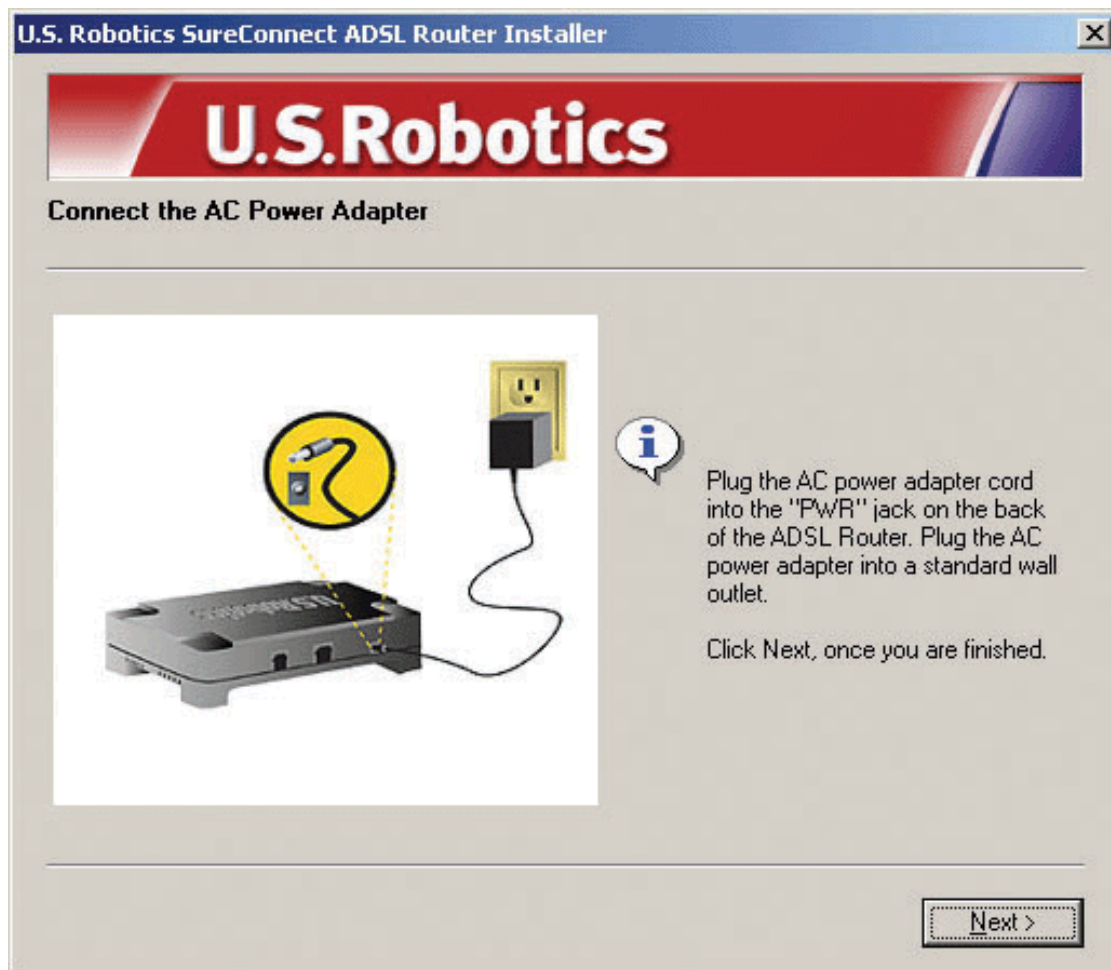 U.S. Robotics SureConnect ADSL Router Installer
U.S.Robotics
Connect the AC Power Adapter
U.S.Robotics
Plug the AC power adapter cord
into the "PWR" jack on the back
of the ADSL Router. Plug the AC
power adapter into a standard wall
outlet.
Click Next, once you are finished.
Next >